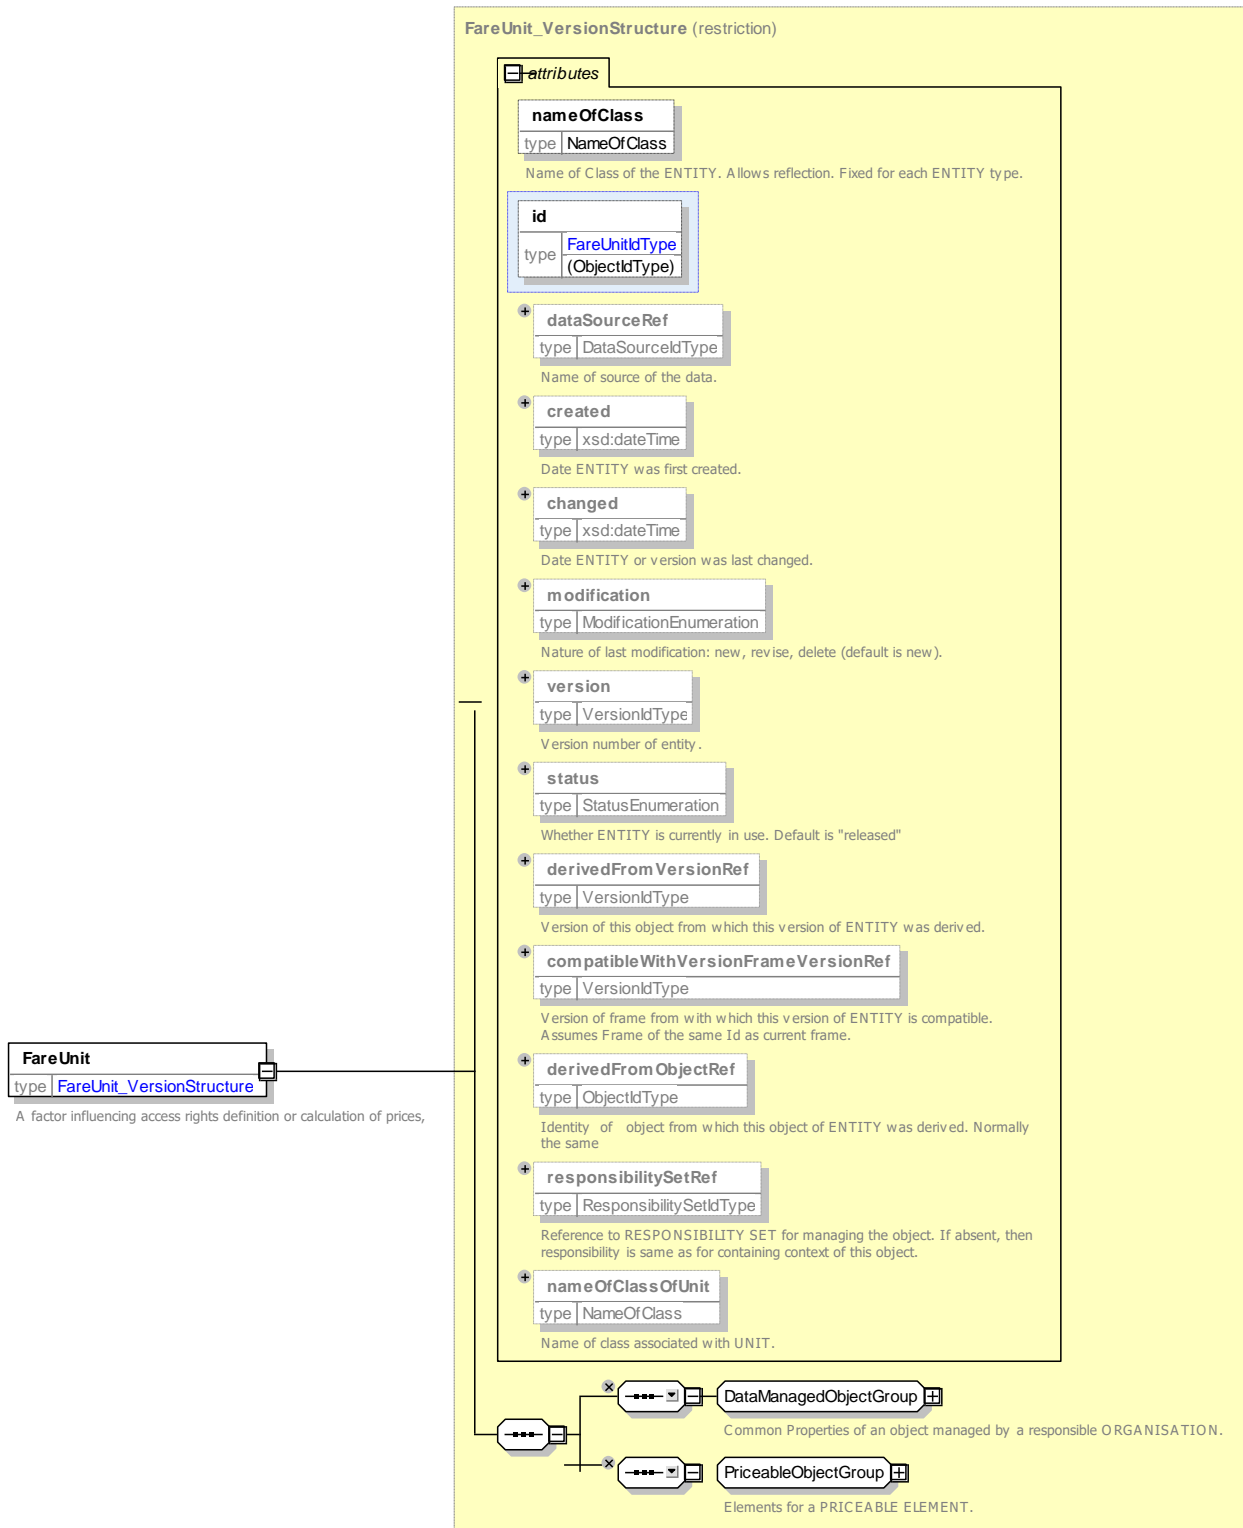 FareUnit_VersionStructure (restriction)
attributes
nameOfClass
type NameOfClass
Name of Class of the ENTITY. Allows reflection. Fixed for each ENTITY type.
id
type FareUnitIdType
(ObjectIdType)
dataSourceRef
type DataSourceIdType
Name of source of the data.
created
type xsd:dateTime
Date ENTITY was first created.
changed
type xsd:dateTime
Date ENTITY or version was last changed.
modification
type ModificationEnumeration
Nature of last modification: new, revise, delete (default is new).
version
type VersionIdType
Version number of entity.
status
type StatusEnumeration
Whether ENTITY is currently in use. Default is "released"
derivedFromVersionRef
type VersionIdType
Version of this object from which this version of ENTITY was derived.
compatibleWithVersionFrameVersionRef
type VersionIdType
Version of frame from with which this version of ENTITY is compatible.
Assumes Frame of the same Id as current frame.
derivedFromObjectRef
type ObjectIdType
Identity of object from which this object of ENTITY was derived. Normally
the same
responsibilitySetRef
type ResponsibilitySetIdType
Reference to RESPONSIBILITY SET for managing the object. If absent, then
responsibility is same as for containing context of this object.
nameOfClassOfUnit
type NameOfClass
Name of class associated with UNIT.
FareUnit
type FareUnit_VersionStructure
A factor influencing access rights definition or calculation of prices,
DataManagedObjectGroup
Common Properties of an object managed by a responsible ORGANISATION.
PriceableObjectGroup
Elements for a PRICEABLE ELEMENT.